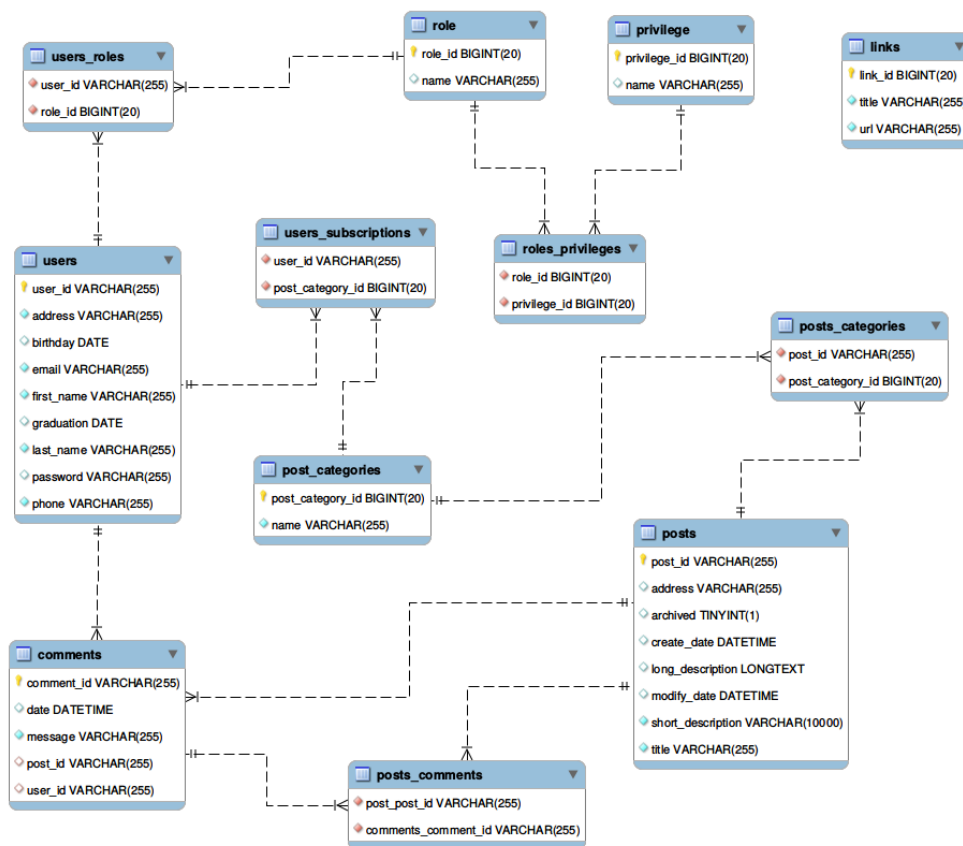 role
role_id BIGINT(20)
name VARCHAR(255)
privilege
privilege_id BIGINT(20)
name VARCHAR(255)
links
link_id BIGINT(20)
title VARCHAR(255)
url VARCHAR(255)
users_roles
user_id VARCHAR(255)
role_id BIGINT(20)
users_subscriptions
user_id VARCHAR(255)
post_category_id BIGINT(20)
roles_privileges
role_id BIGINT(20)
privilege_id BIGINT(20)
users
user_id VARCHAR(255)
address VARCHAR(255)
birthday DATE
email VARCHAR(255)
first_name VARCHAR(255)
graduation DATE
last_name VARCHAR(255)
password VARCHAR(255)
phone VARCHAR(255)
posts_categories
post_id VARCHAR(255)
post_category_id BIGINT(20)
post_categories
post_category_id BIGINT(20)
name VARCHAR(255)
posts
post_id VARCHAR(255)
address VARCHAR(255)
archived TINYINT(1)
create_date DATETIME
long_description LONGTEXT
modify_date DATETIME
short_description VARCHAR(10000)
title VARCHAR(255)
comments
comment_id VARCHAR(255)
date DATETIME
message VARCHAR(255)
post_id VARCHAR(255)
user_id VARCHAR(255)
posts_comments
post_post_id VARCHAR(255)
comments_comment_id VARCHAR(255)